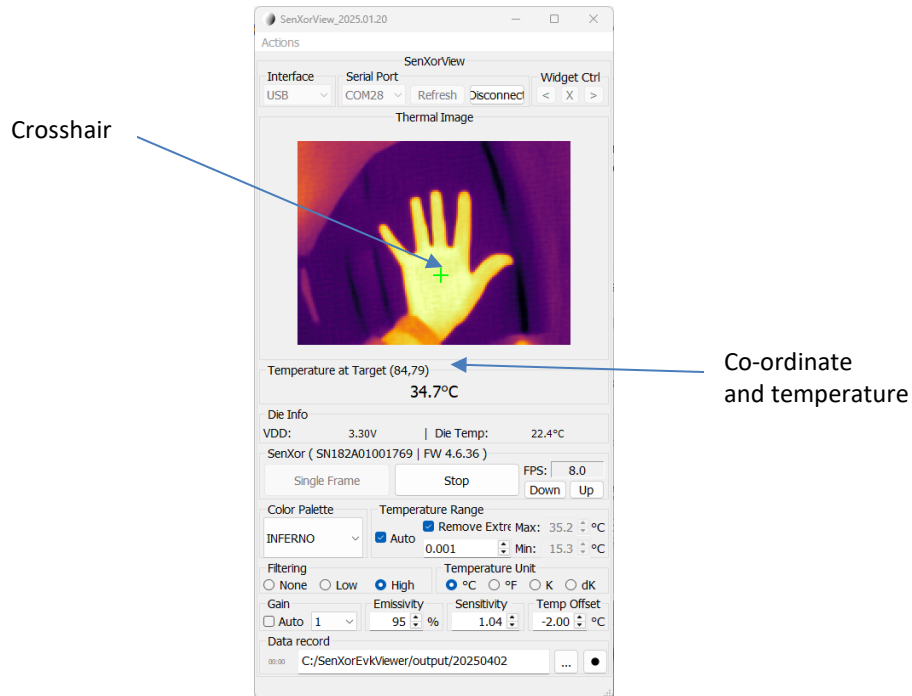 SenXorView_2025.01.20
Actions
SenXorView
Interface Serial Port Widget Ctrl
USB COM28 Refresh Disconnect < X >
Thermal Image
Crosshair
Temperature at Target (84,79)
34.7°C
Co-ordinate
and temperature
Die Info
VDD: 3.30V | Die Temp: 22.4°C
SenXor ( SN182A01001769 | FW 4.6.36 )
Single Frame Stop FPS: 8.0
Down Up
Color Palette Temperature Range
INFERNO Auto Remove Extre Max: 35.2 °C
0.001 Min: 15.3 °C
Filtering Temperature Unit
None Low High °C °F K dK
Gain Emissivity Sensitivity Temp Offset
Auto 1 95 % 1.04 -2.00 °C
Data record
00:00 C:/SenXorEvkViewer/output/20250402 ...